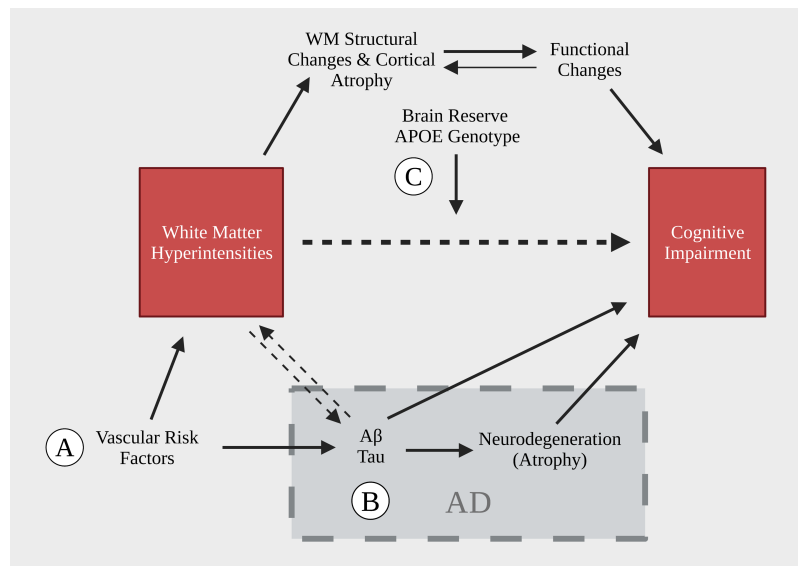 WM Structural
Changes & Cortical
Atrophy
Functional
Changes
Brain Reserve
APOE Genotype
C
White Matter
Hyperintensities
Cognitive
Impairment
A
Vascular Risk
Factors
Aβ
Tau
Neurodegeneration
(Atrophy)
B
AD